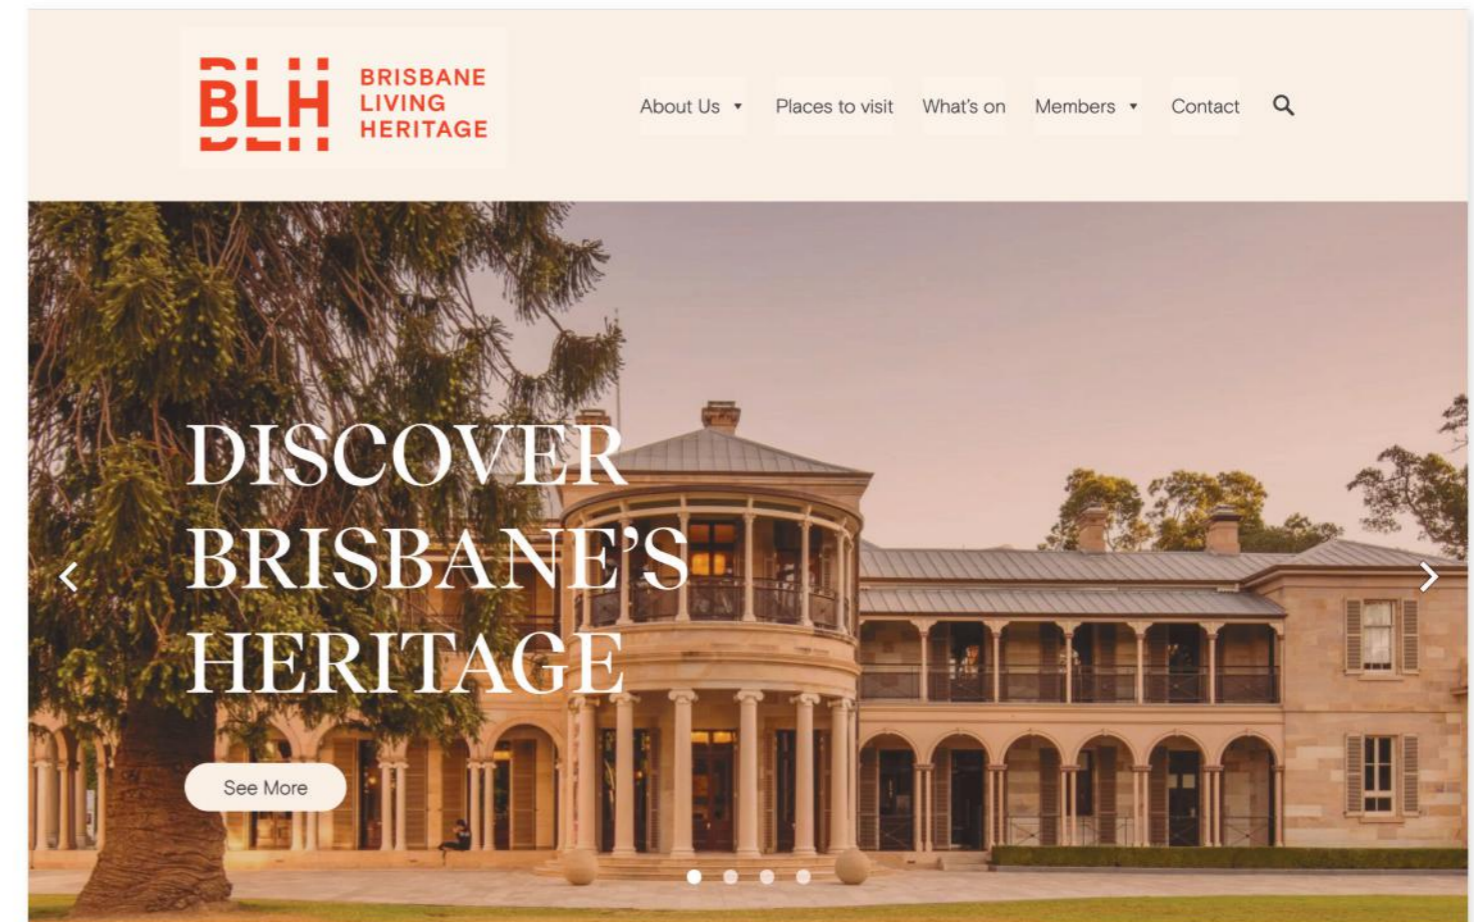 BLH
BRISBANE
LIVING
HERITAGE
About Us
Places to visit
What's on
Members
Contact
DISCOVER
BRISBANE’S
HERITAGE
See More